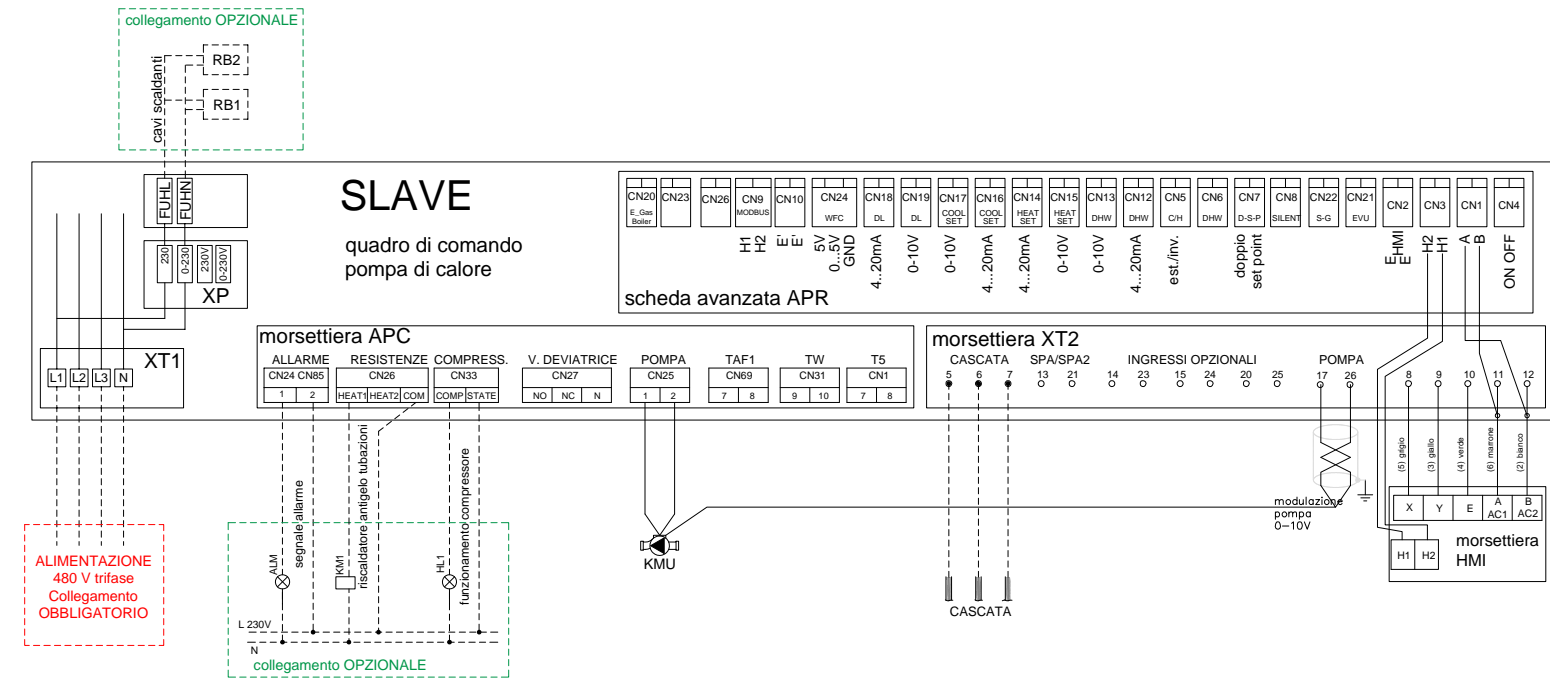 collegamento OPZIONALE
cavi scaldanti
RB2
RB1
FUHL
FUHN
230
0-230
230V
0-230V
XP
SLAVE
quadro di comando
pompa di calore
CN20
E_Gas
Boiler
CN23
CN26
CN9
MODBUS
CN10
CN24
WFC
CN18
DL
CN19
DL
CN17
COOL
SET
CN16
COOL
SET
CN14
HEAT
SET
CN15
HEAT
SET
CN13
DHW
CN12
DHW
CN5
C/H
CN6
DHW
CN7
D-S-P
CN8
SILENT
CN22
S-G
CN21
EVU
CN2
CN3
CN1
CN4
H1
H2
E'
E'
5V
0...5V
GND
4...20mA
0-10V
0-10V
4...20mA
4...20mA
0-10V
0-10V
4...20mA
est./inv.
doppio
set point
E
HMI
E
H2
H1
A
B
ON OFF
scheda avanzata APR
XT1
L1 L2 L3 N
morsettiera APC
ALLARME RESISTENZE COMPRESS. V. DEVIATRICE POMPA TAF1 TW T5
CN24 CN85 CN26 CN33 CN27 CN25 CN69 CN31 CN1
1 2 HEAT1 HEAT2 COM COMP STATE NO NC N 1 2 7 8 9 10 7 8
morsettiera XT2
CASCATA SPA/SPA2 INGRESSI OPZIONALI POMPA
5 6 7 13 21 14 23 15 24 20 25 17 26 8 9 10 11 12
(5) grigio
(3) giallo
(4) verde
(6) marrone
(2) bianco
X Y E A B
AC1 AC2
H1 H2
morsettiera
HMI
modulazione
pompa
0-10V
KMU
CASCATA
ALIMENTAZIONE
480 V trifase
Collegamento
OBBLIGATORIO
ALM
segnale allarme
KM1
riscaldatore antigelo tubazioni
HL1
funzionamento compressore
L 230V
N
collegamento OPZIONALE